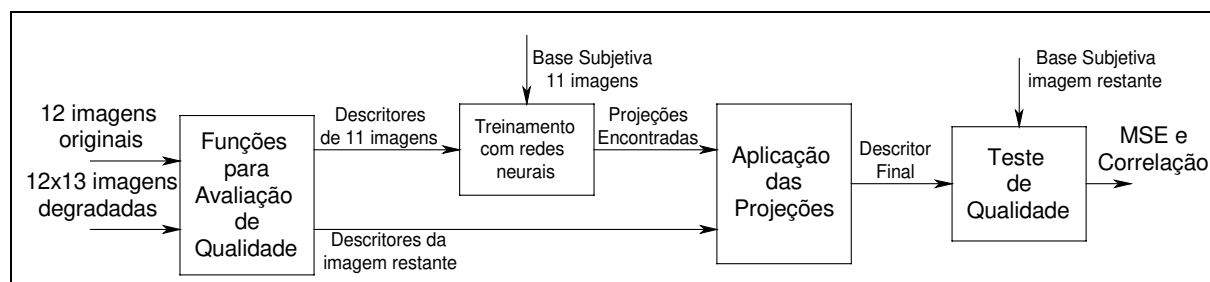 12 imagens
originais
12x13 imagens
degradadas
Funções
para
Avaliação
de
Qualidade
Descritores
de 11 imagens
Descritores da
imagem restante
Base Subjetiva
11 imagens
Treinamento
com redes
neurais
Projeções
Encontradas
Aplicação
das
Projeções
Descritor
Final
Base Subjetiva
imagem restante
Teste
de
Qualidade
MSE e
Correlação